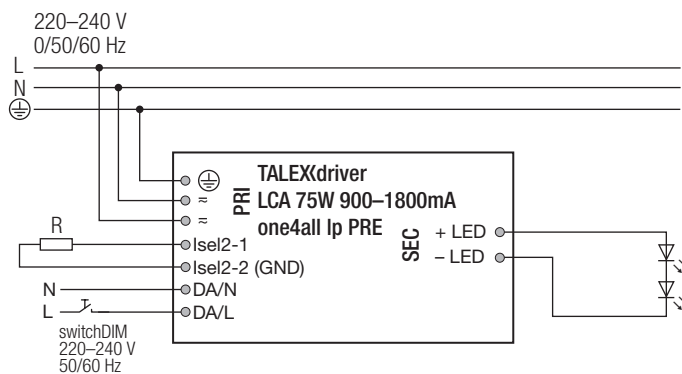 220–240 V
0/50/60 Hz
L
N
TALEXXdriver
LCA 75W 900–1800mA
one4all lp PRE
PRI
≂
≂
SEC
+ LED
– LED
R
Isel2-1
Isel2-2 (GND)
N
DA/N
L
DA/L
switchDIM
220–240 V
50/60 Hz